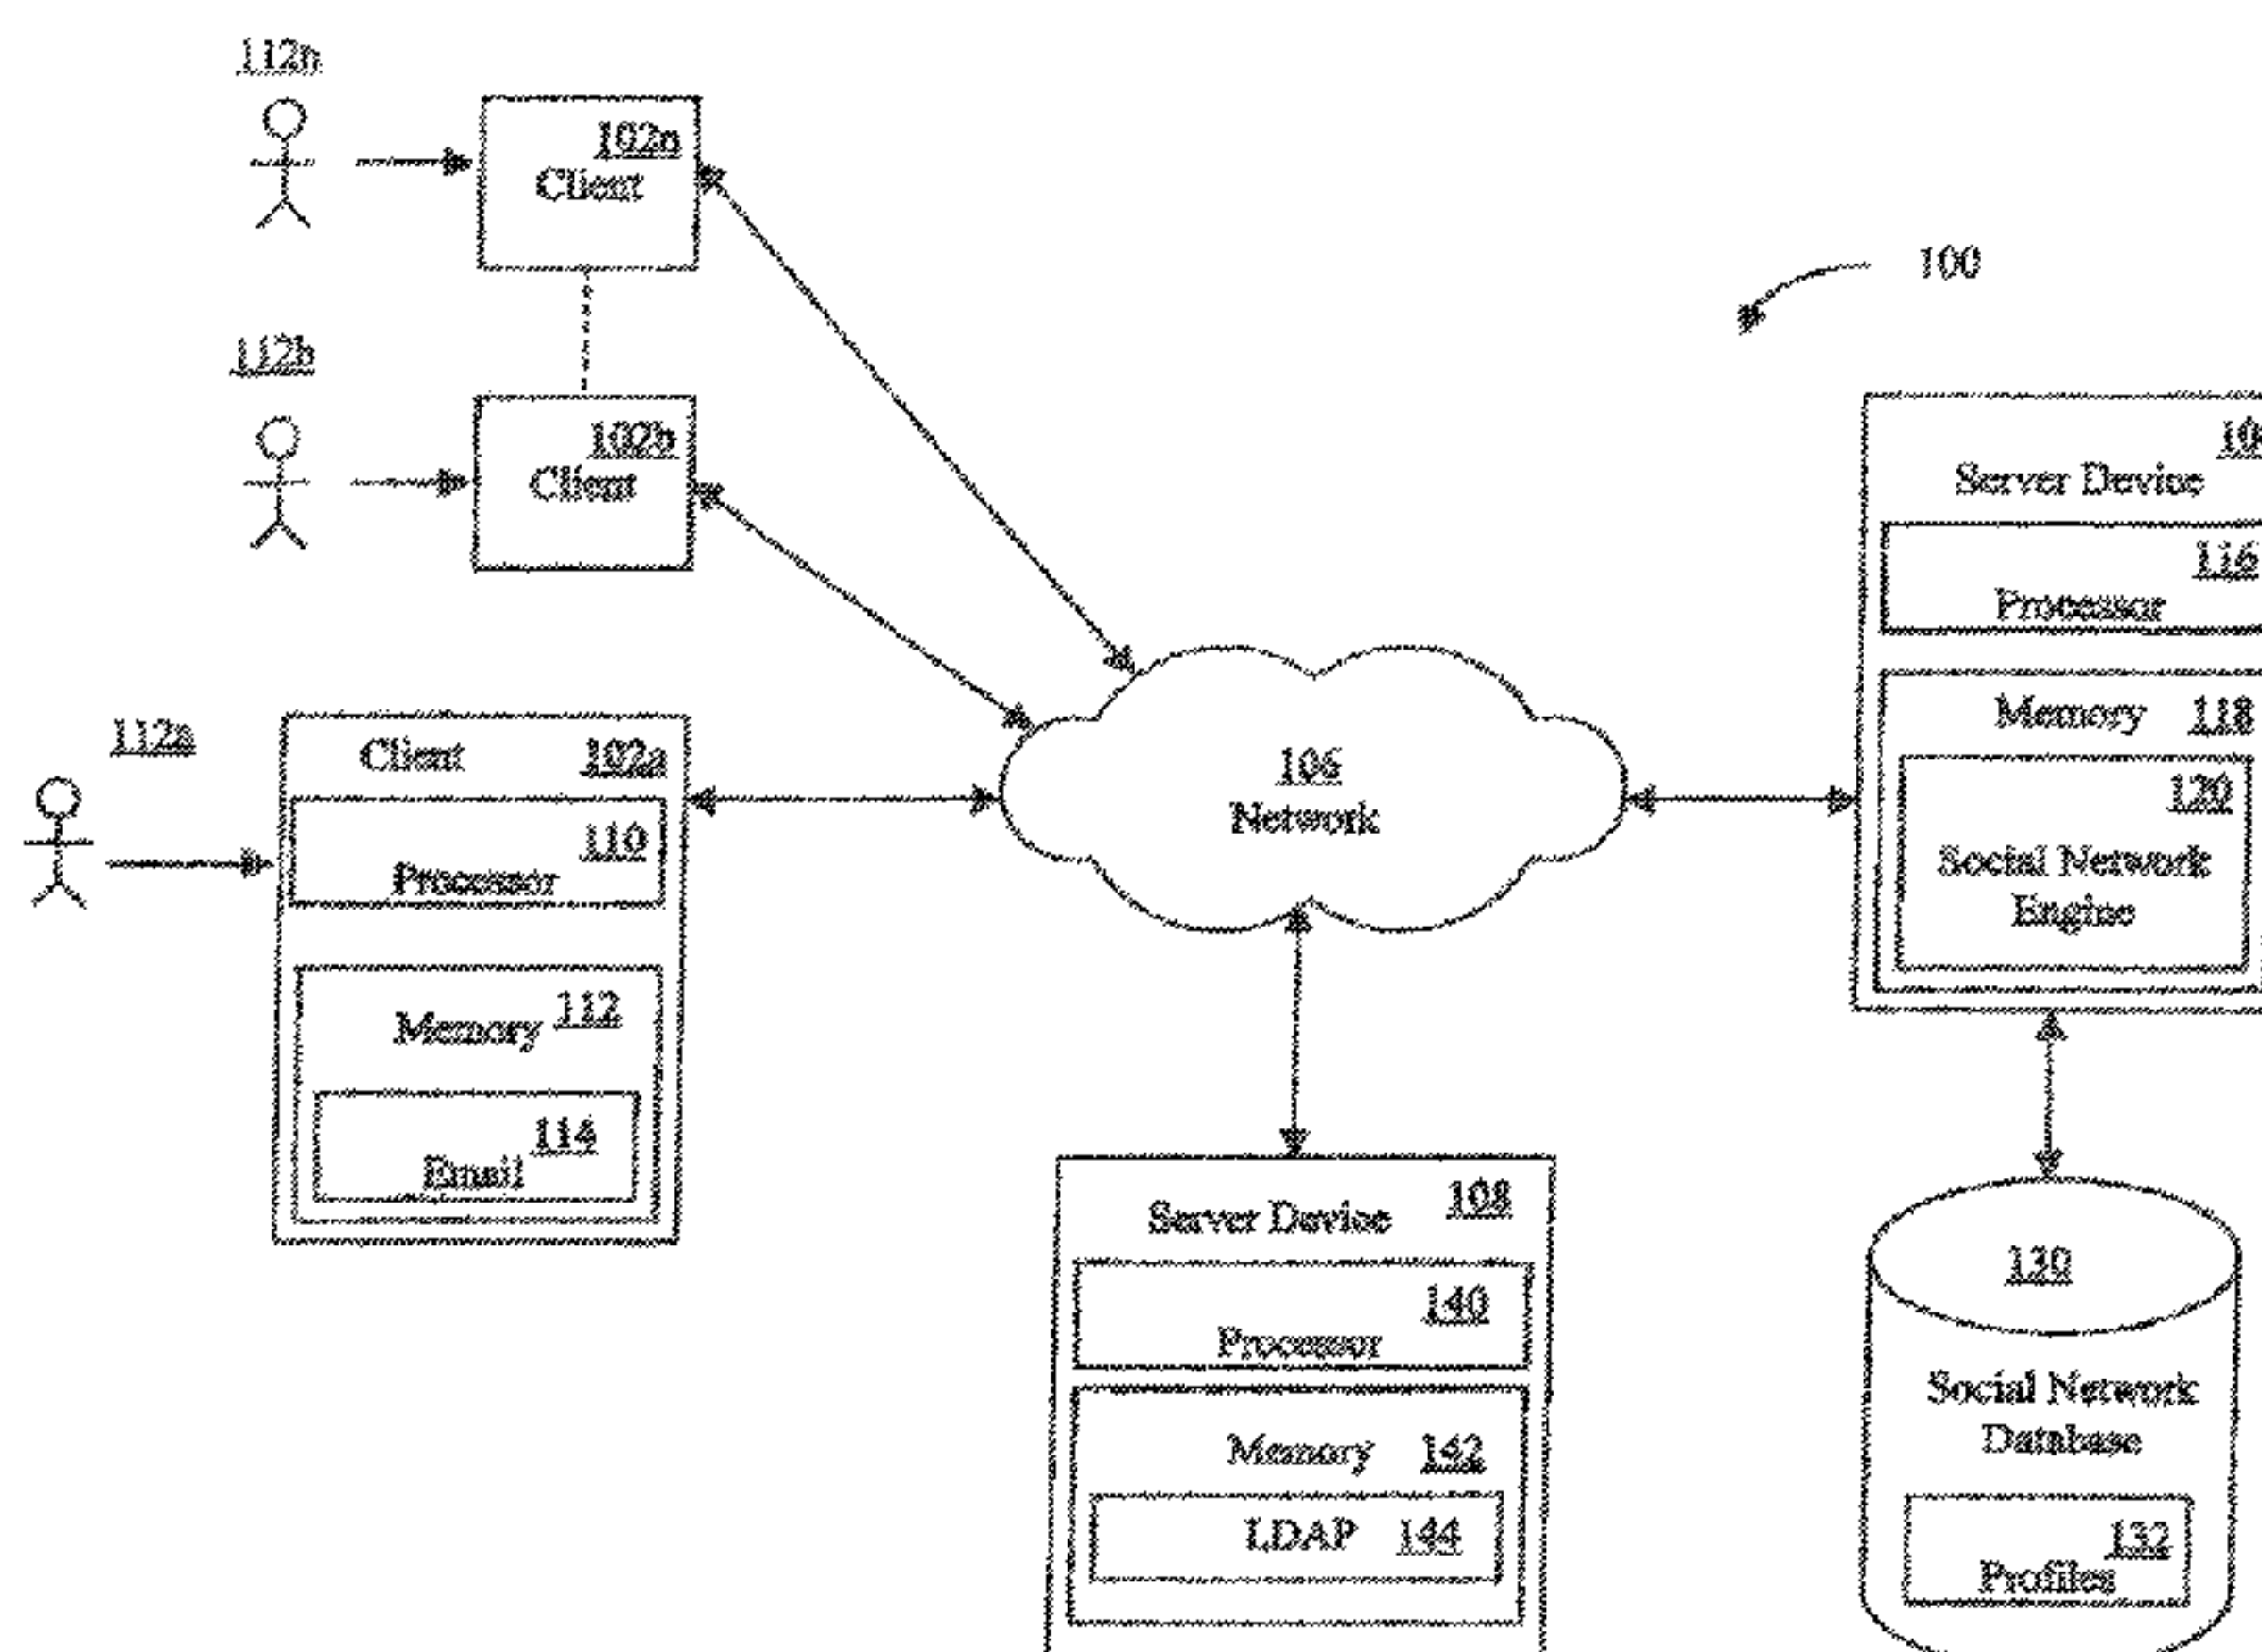 112n
102n
Client
100
112b
102b
Client
Server Device
116
Processor
Memory 118
120
Social Network
Engine
112a
Client 102a
110
Processor
Memory 112
114
Email
106
Network
Server Device 108
140
Processor
Memory 142
LDAP 144
130
Social Network
Database
132
Profiles